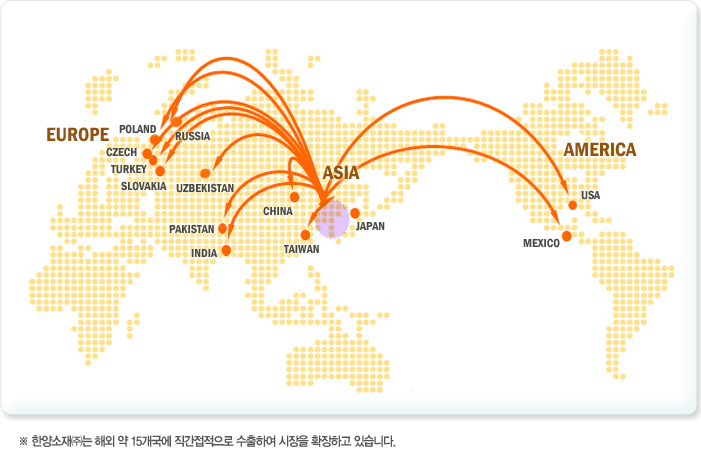 EUROPE
POLAND
RUSSIA
CZECH
TURKEY
SLOVAKIA
UZBEKISTAN
ASIA
CHINA
PAKISTAN
INDIA
TAIWAN
JAPAN
AMERICA
USA
MEXICO
※ 한양소재㈜는 해외 약 15개국에 직간접적으로 수출하여 시장을 확장하고 있습니다.